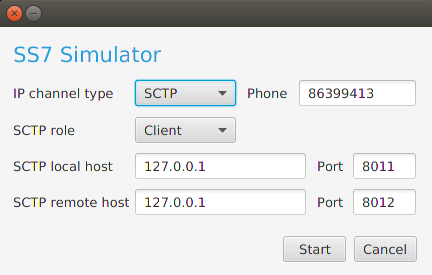 SS7 Simulator
IP channel type SCTP Phone 86399413
SCTP role Client
SCTP local host 127.0.0.1 Port 8011
SCTP remote host 127.0.0.1 Port 8012
Start Cancel